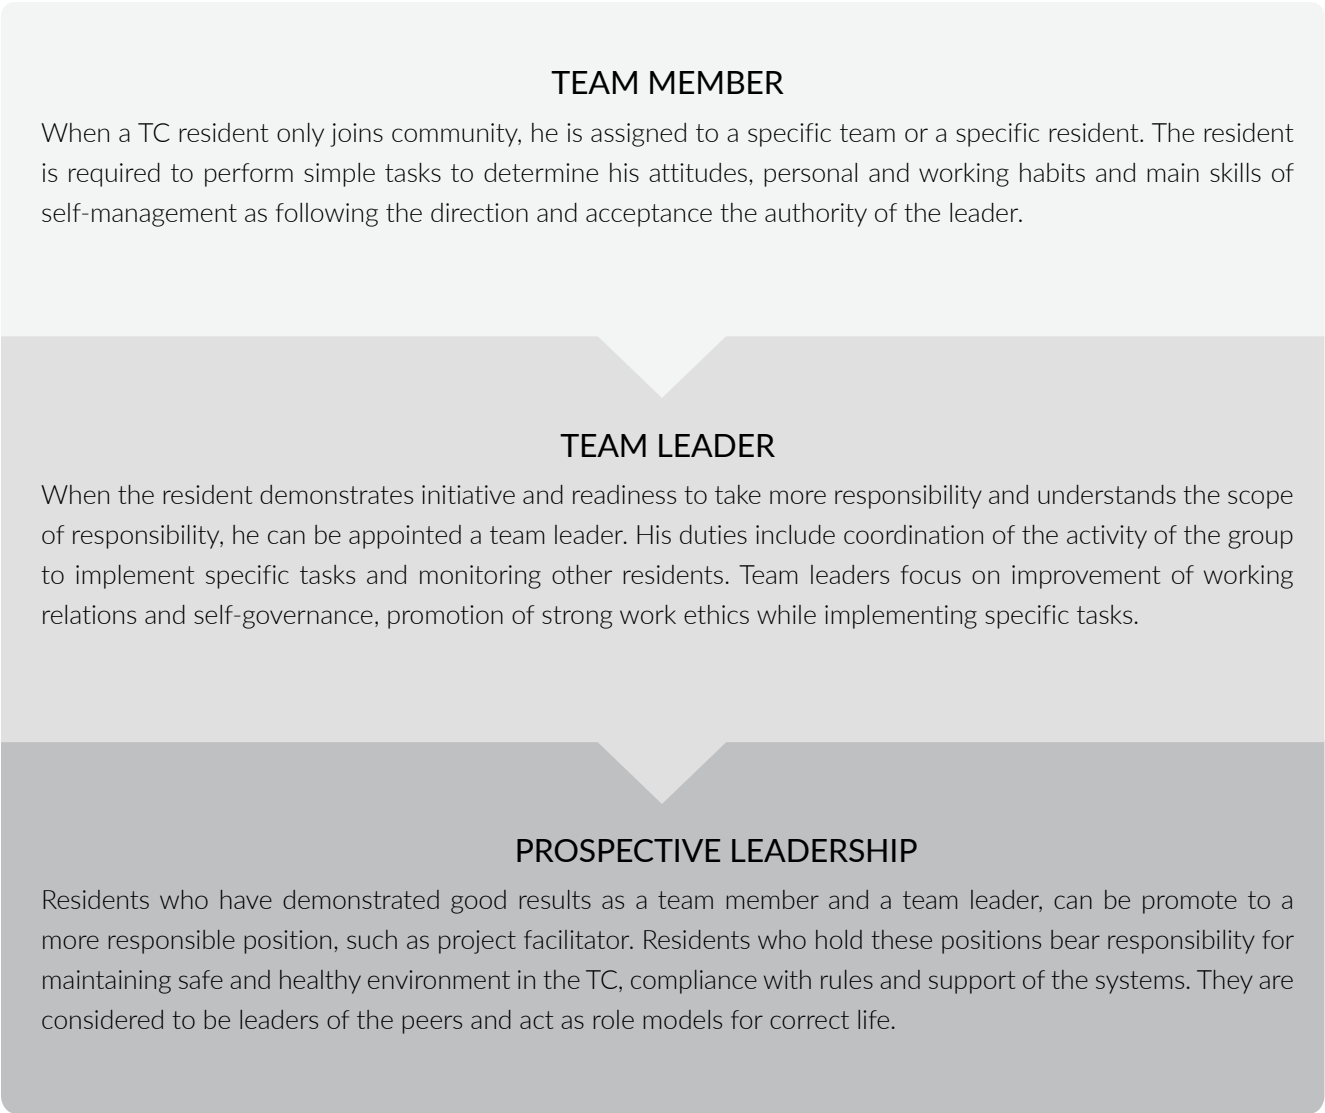 TEAM MEMBER
When a TC resident only joins community, he is assigned to a specific team or a specific resident. The resident
is required to perform simple tasks to determine his attitudes, personal and working habits and main skills of
self-management as following the direction and acceptance the authority of the leader.
TEAM LEADER
When the resident demonstrates initiative and readiness to take more responsibility and understands the scope
of responsibility, he can be appointed a team leader. His duties include coordination of the activity of the group
to implement specific tasks and monitoring other residents. Team leaders focus on improvement of working
relations and self-governance, promotion of strong work ethics while implementing specific tasks.
PROSPECTIVE LEADERSHIP
Residents who have demonstrated good results as a team member and a team leader, can be promote to a
more responsible position, such as project facilitator. Residents who hold these positions bear responsibility for
maintaining safe and healthy environment in the TC, compliance with rules and support of the systems. They are
considered to be leaders of the peers and act as role models for correct life.